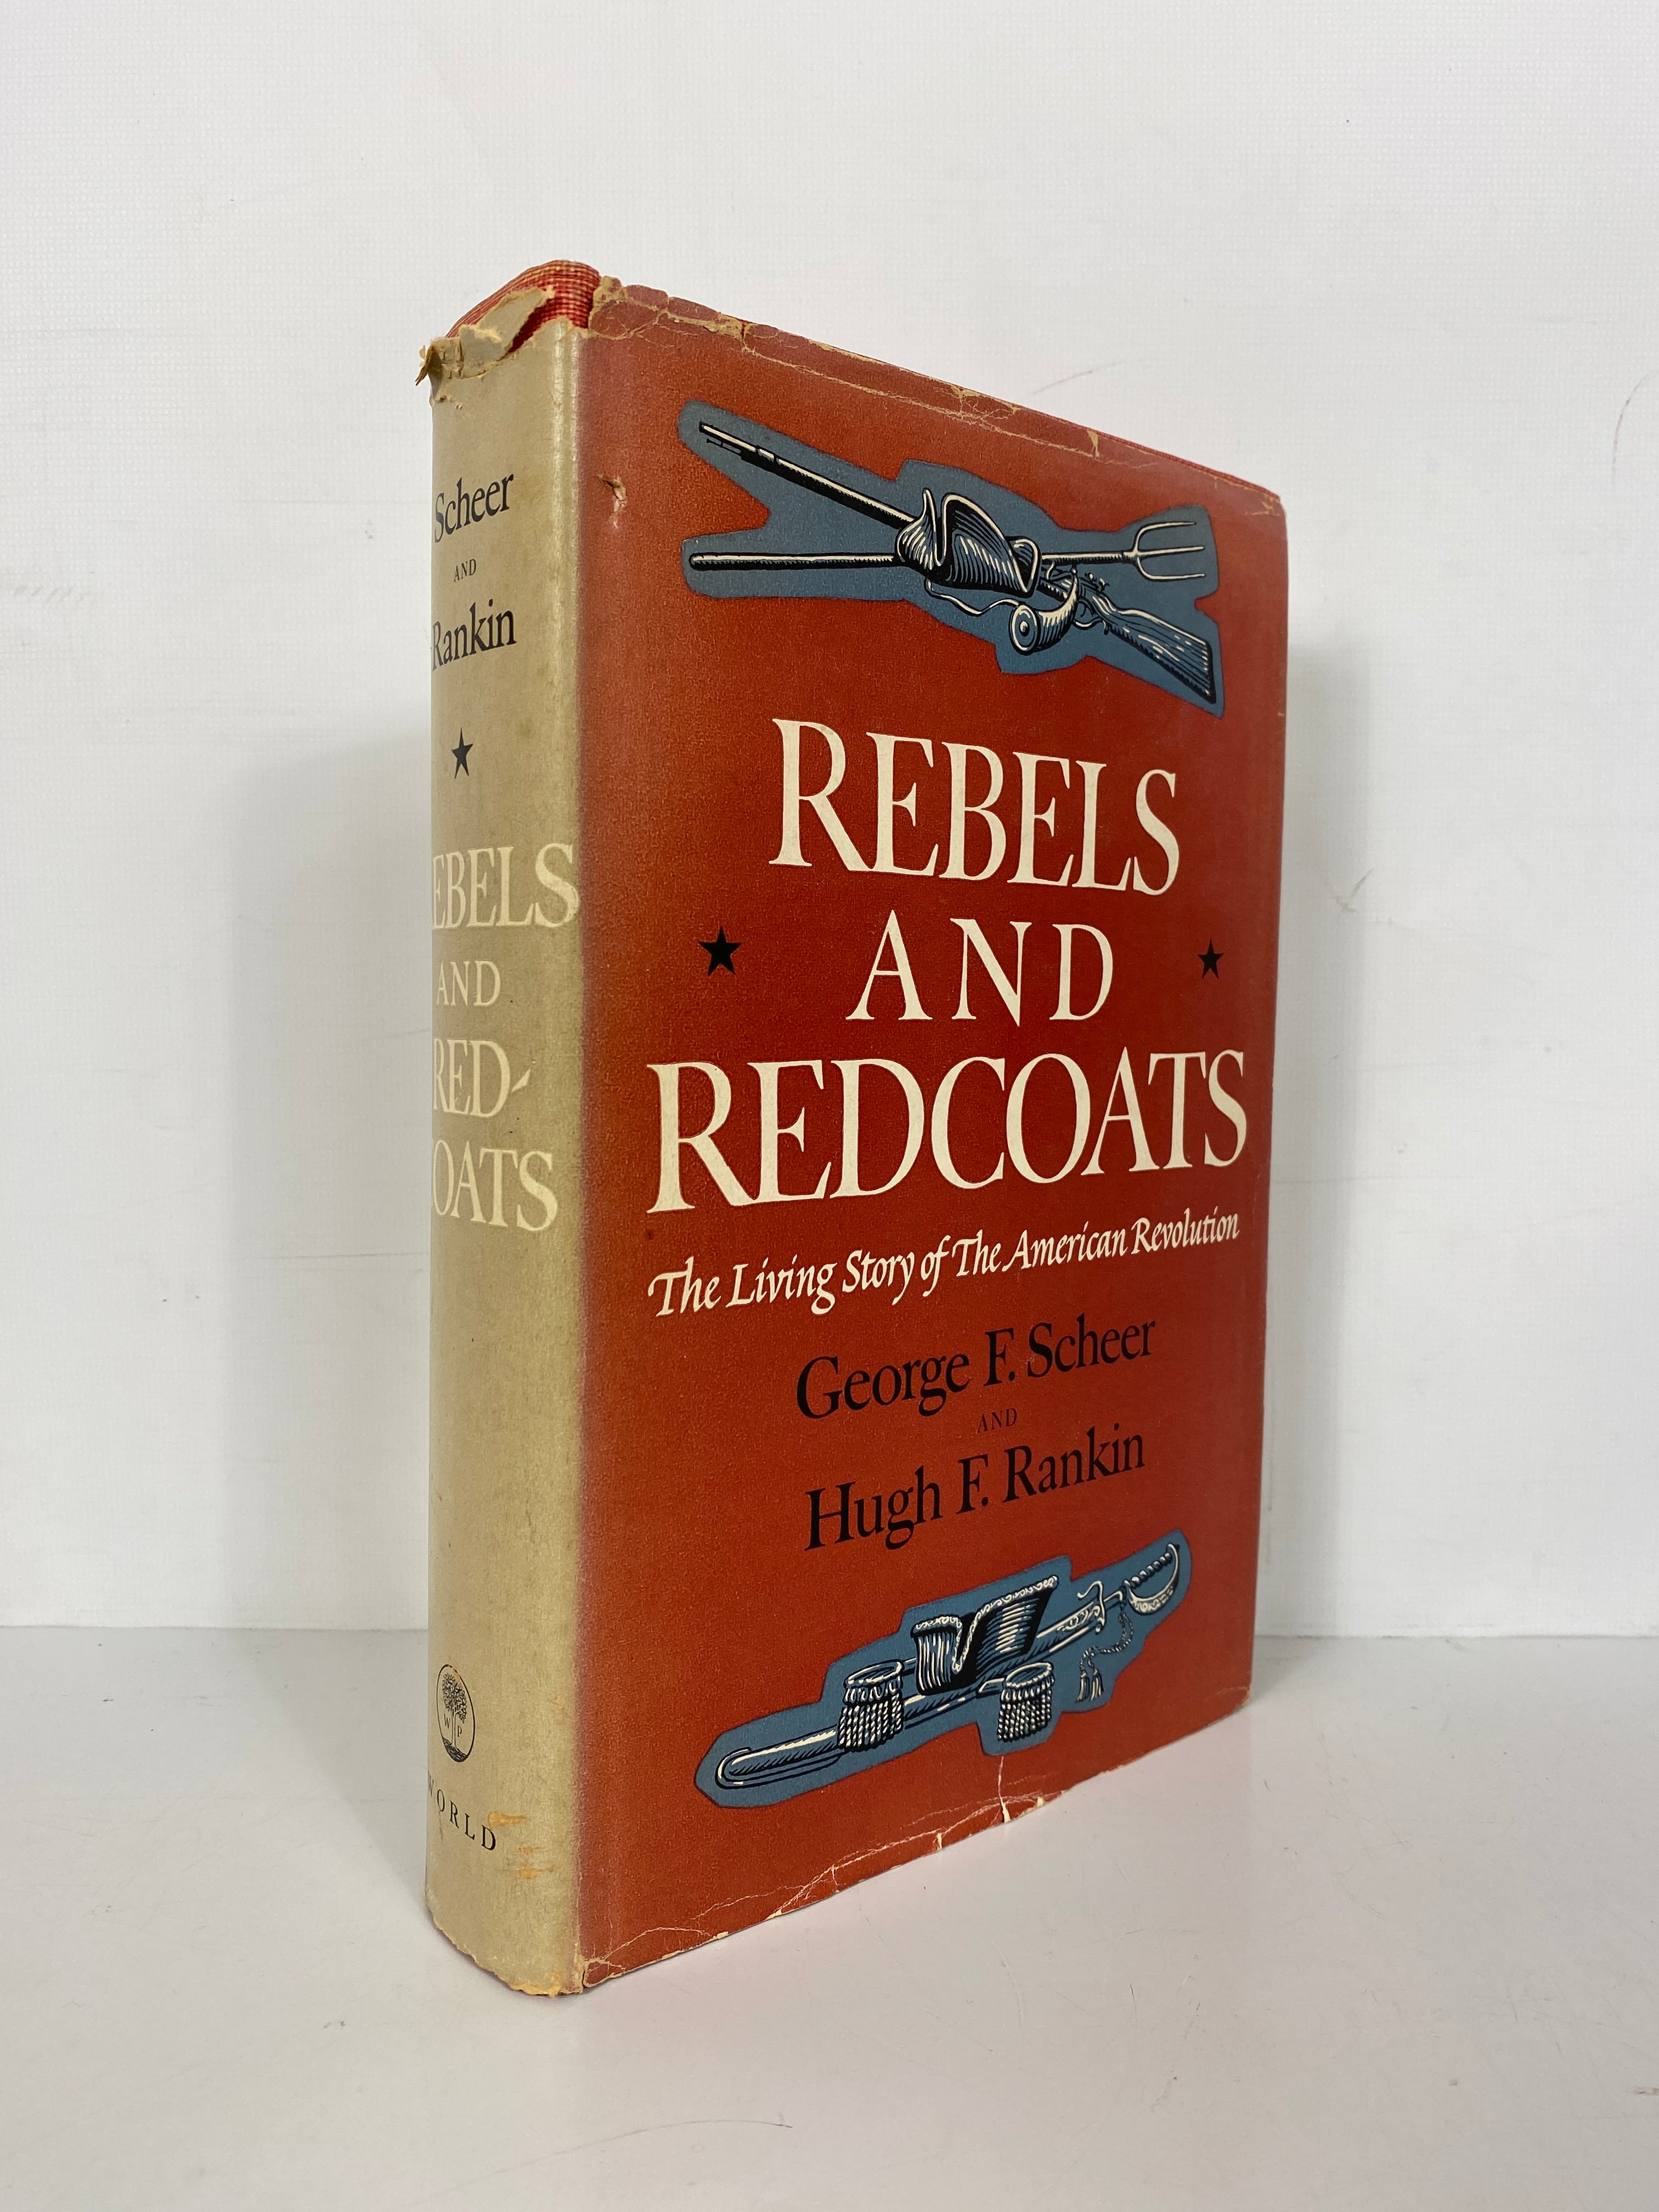 Scheer
AND
Rankin
EBELS
AND
RED-
OATS
W P
WORLD
REBELS
AND
REDCOATS
The Living Story of The American Revolution
George F. Scheer
AND
Hugh F. Rankin